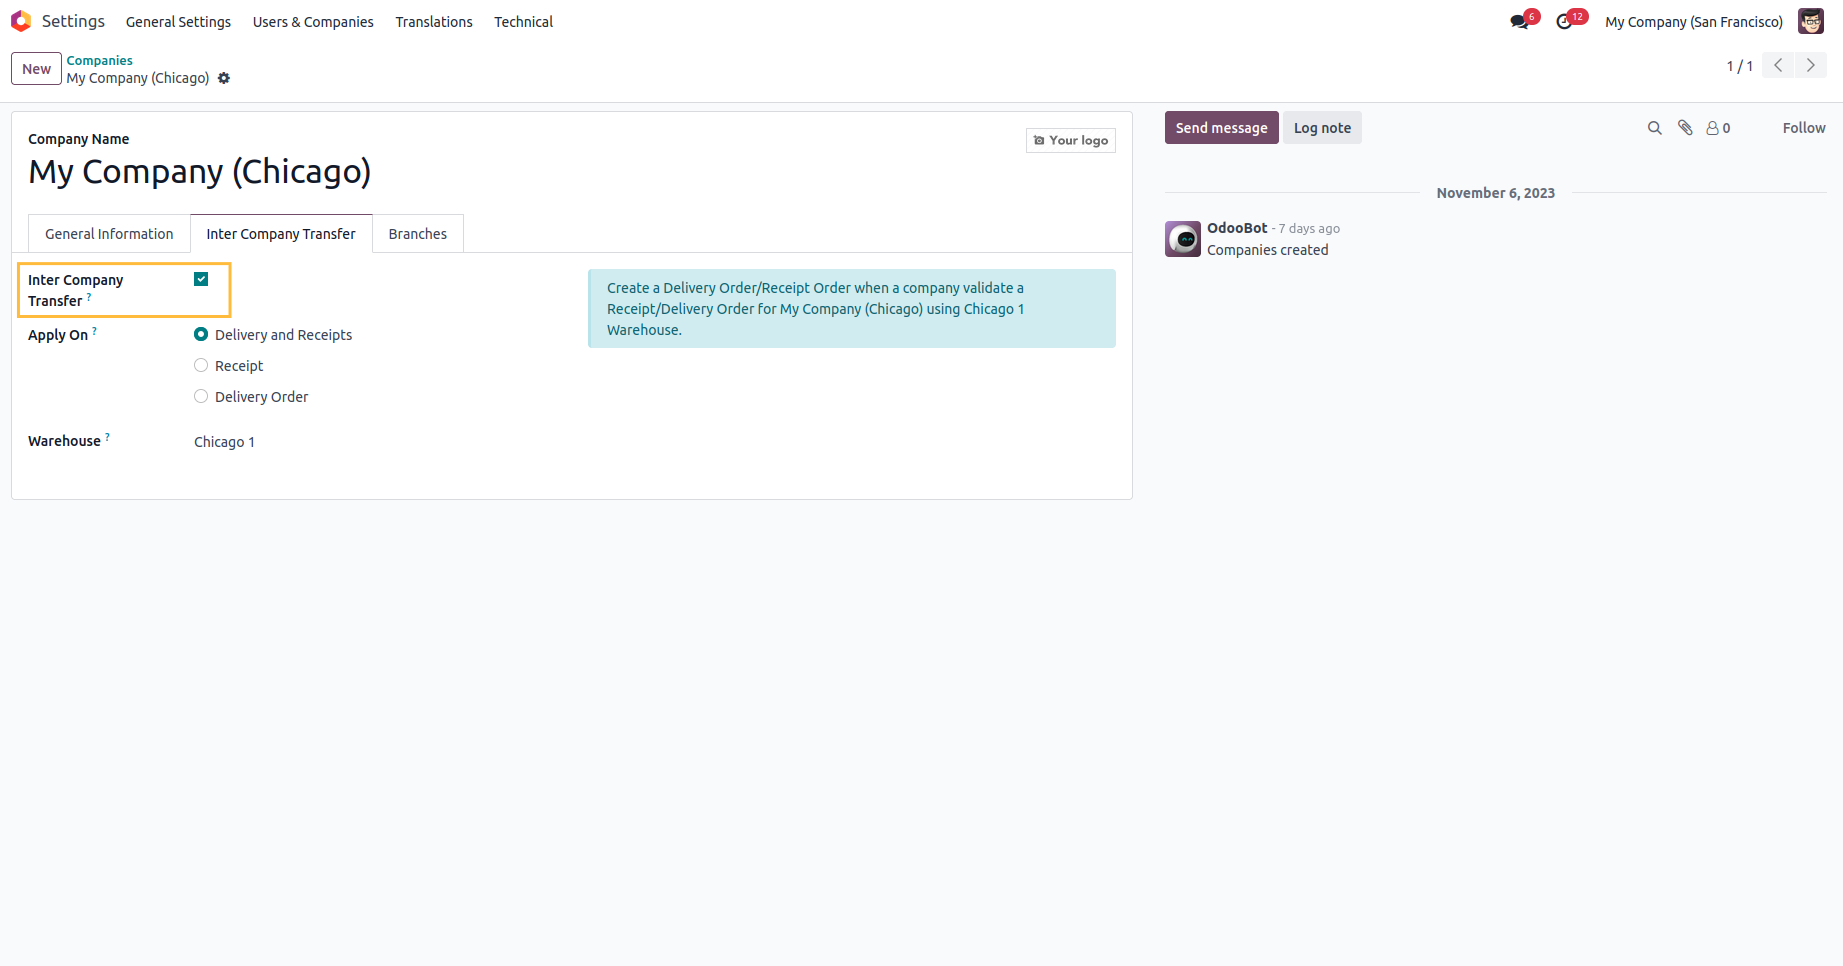 Settings General Settings Users & Companies Translations Technical 6 12 My Company (San Francisco)
New Companies
My Company (Chicago)
1 / 1
Company Name
My Company (Chicago)
Your logo
General Information Inter Company Transfer Branches
Inter Company
Transfer ?
Apply On ?
Delivery and Receipts
Receipt
Delivery Order
Warehouse ?
Chicago 1
Create a Delivery Order/Receipt Order when a company validate a
Receipt/Delivery Order for My Company (Chicago) using Chicago 1
Warehouse.
Send message Log note 0 Follow
November 6, 2023
OdooBot - 7 days ago
Companies created